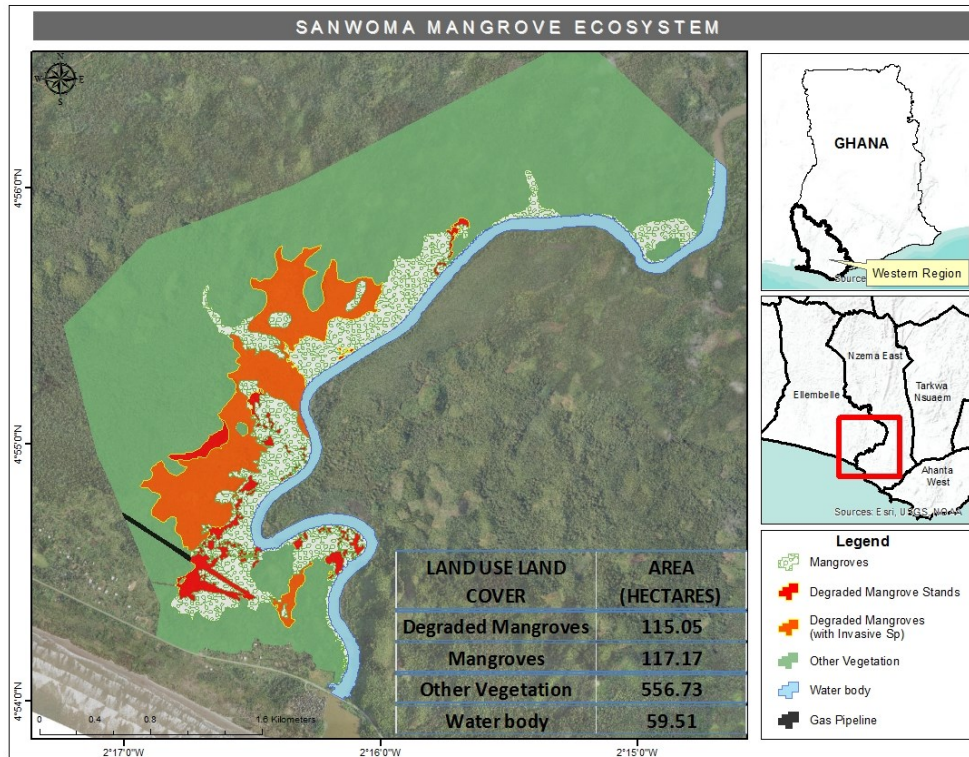 SANWOMA MANGROVE ECOSYSTEM
N
W E
S
4°56'0"N
4°55'0"N
4°54'0"N
2°17'0"W
2°16'0"W
2°15'0"W
0 0.4 0.8 1.6 Kilometers
LAND USE LAND COVER AREA (HECTARES)
Degraded Mangroves 115.05
Mangroves 117.17
Other Vegetation 556.73
Water body 59.51
GHANA
Western Region
Nzema East
Ellembelle
Tarkwa
Nsuaem
Ahanta
West
Sources: Esri, USGS, NOAA
Legend
Mangroves
Degraded Mangrove Stands
Degraded Mangroves
(with Invasive Sp)
Other Vegetation
Water body
Gas Pipeline